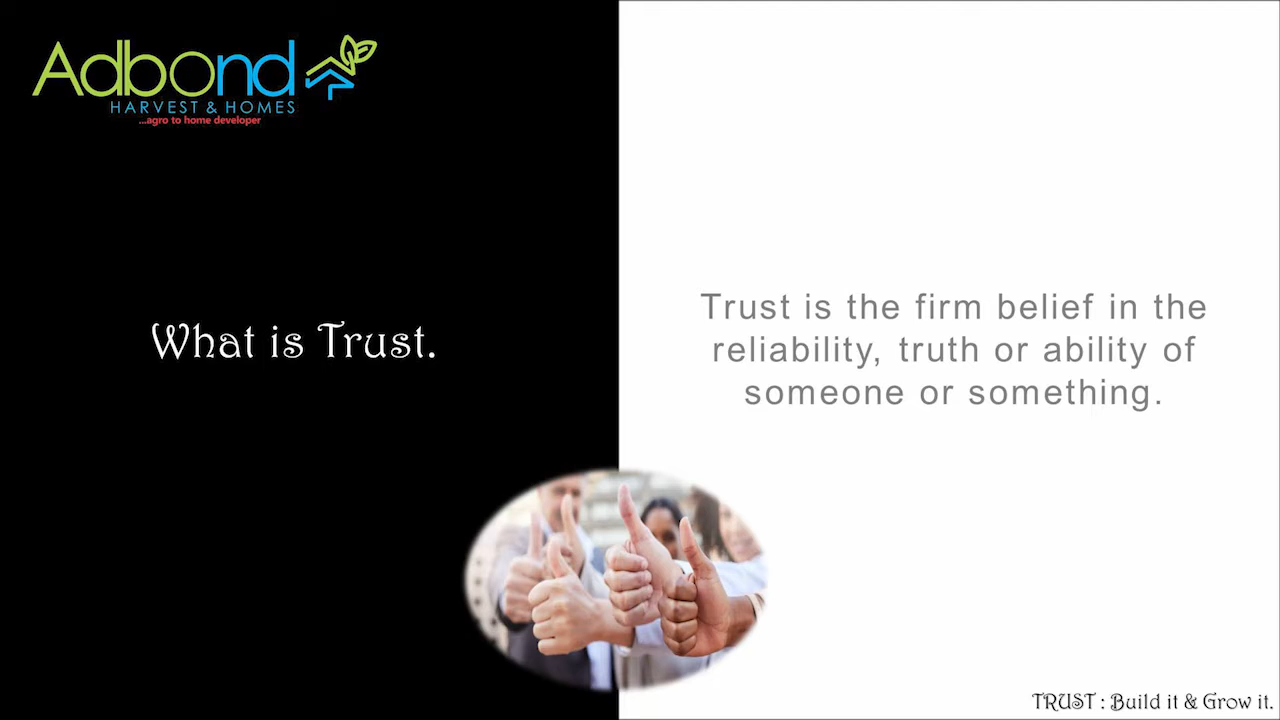 Adbond
HARVEST & HOMES
...agro to home developer
What is Trust.
Trust is the firm belief in the
reliability, truth or ability of
someone or something.
TRUST : Build it & Grow it.